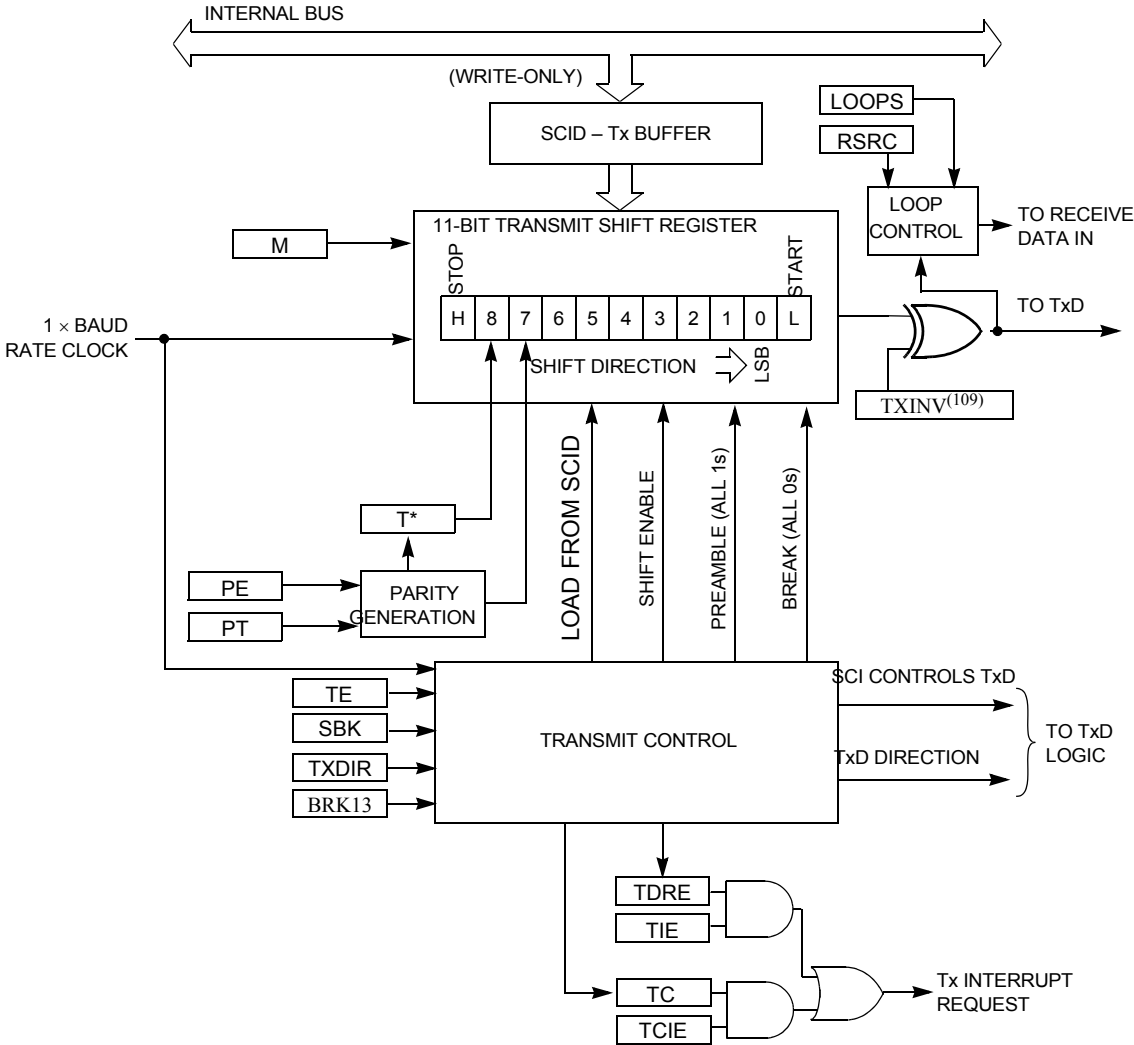 INTERNAL BUS
(WRITE-ONLY)
SCID – Tx BUFFER
LOOPS
RSRC
LOOP
CONTROL
TO RECEIVE
DATA IN
11-BIT TRANSMIT SHIFT REGISTER
M
STOP
START
H 8 7 6 5 4 3 2 1 0 L
1 × BAUD
RATE CLOCK
SHIFT DIRECTION
LSB
TO TxD
TXINV(109)
LOAD FROM SCID
SHIFT ENABLE
PREAMBLE (ALL 1s)
BREAK (ALL 0s)
T*
PE
PT
PARITY
GENERATION
TE
SBK
TXDIR
BRK13
TRANSMIT CONTROL
SCI CONTROLS TxD
TxD DIRECTION
TO TxD
LOGIC
TDRE
TIE
TC
TCIE
Tx INTERRUPT
REQUEST